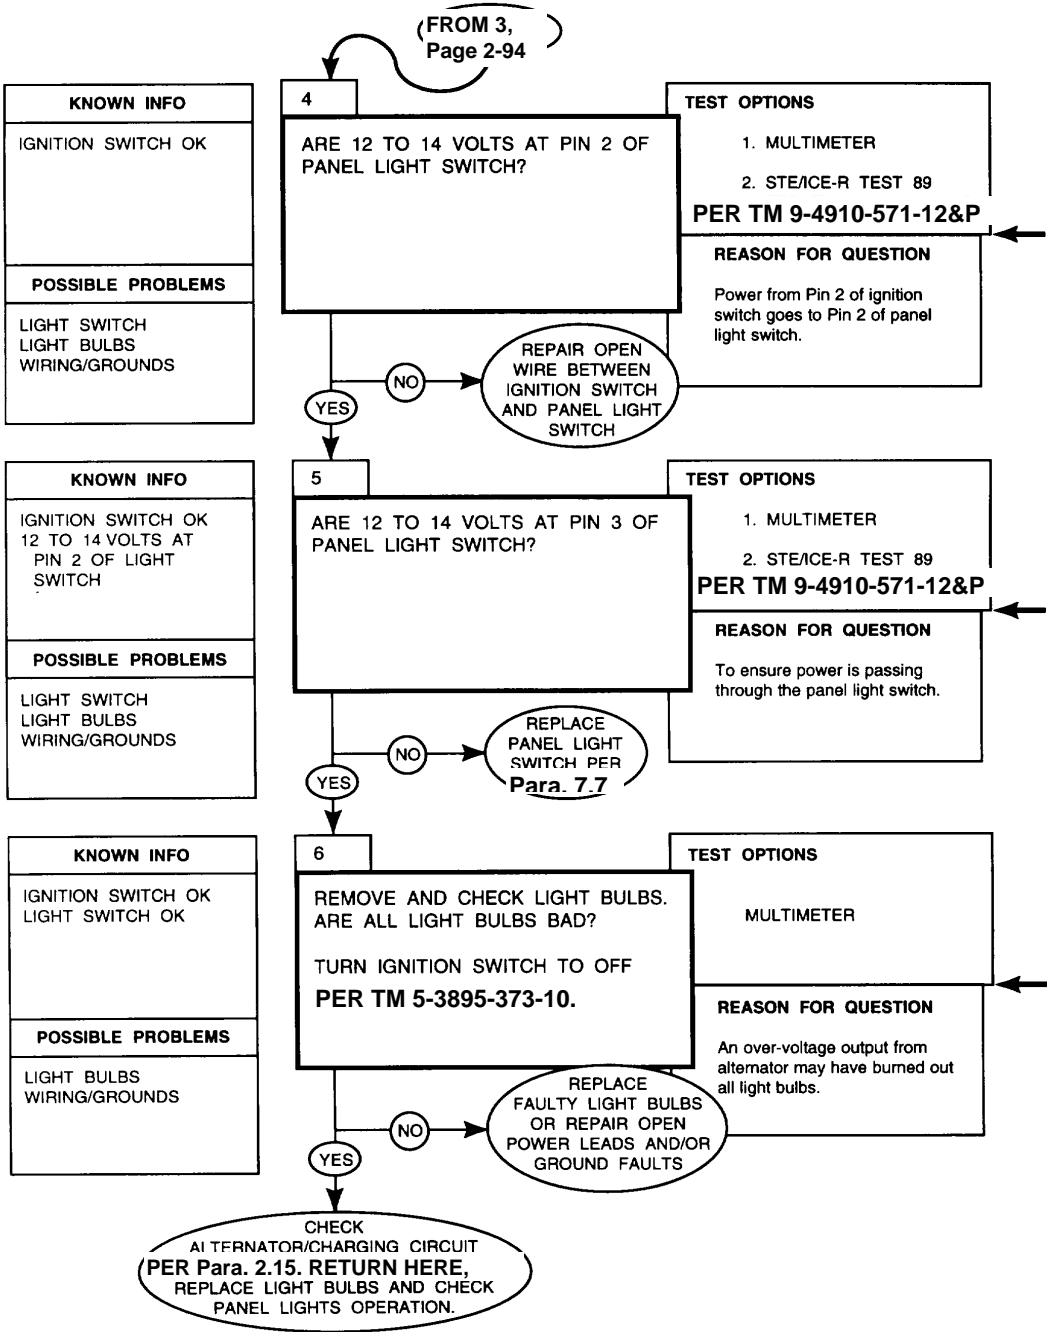 FROM 3,
Page 2-94
KNOWN INFO
IGNITION SWITCH OK
POSSIBLE PROBLEMS
LIGHT SWITCH
LIGHT BULBS
WIRING/GROUNDS
4
ARE 12 TO 14 VOLTS AT PIN 2 OF
PANEL LIGHT SWITCH?
TEST OPTIONS
1. MULTIMETER
2. STE/ICE-R TEST 89
PER TM 9-4910-571-12&P
REASON FOR QUESTION
Power from Pin 2 of ignition
switch goes to Pin 2 of panel
light switch.
NO
REPAIR OPEN
WIRE BETWEEN
IGNITION SWITCH
AND PANEL LIGHT
SWITCH
YES
KNOWN INFO
IGNITION SWITCH OK
12 TO 14 VOLTS AT
PIN 2 OF LIGHT
SWITCH
POSSIBLE PROBLEMS
LIGHT SWITCH
LIGHT BULBS
WIRING/GROUNDS
5
ARE 12 TO 14 VOLTS AT PIN 3 OF
PANEL LIGHT SWITCH?
TEST OPTIONS
1. MULTIMETER
2. STE/ICE-R TEST 89
PER TM 9-4910-571-12&P
REASON FOR QUESTION
To ensure power is passing
through the panel light switch.
NO
REPLACE
PANEL LIGHT
SWITCH PER
Para. 7.7
YES
KNOWN INFO
IGNITION SWITCH OK
LIGHT SWITCH OK
POSSIBLE PROBLEMS
LIGHT BULBS
WIRING/GROUNDS
6
REMOVE AND CHECK LIGHT BULBS.
ARE ALL LIGHT BULBS BAD?
TURN IGNITION SWITCH TO OFF
PER TM 5-3895-373-10.
TEST OPTIONS
MULTIMETER
REASON FOR QUESTION
An over-voltage output from
alternator may have burned out
all light bulbs.
NO
REPLACE
FAULTY LIGHT BULBS
OR REPAIR OPEN
POWER LEADS AND/OR
GROUND FAULTS
YES
CHECK
ALTERNATOR/CHARGING CIRCUIT
PER Para. 2.15. RETURN HERE,
REPLACE LIGHT BULBS AND CHECK
PANEL LIGHTS OPERATION.